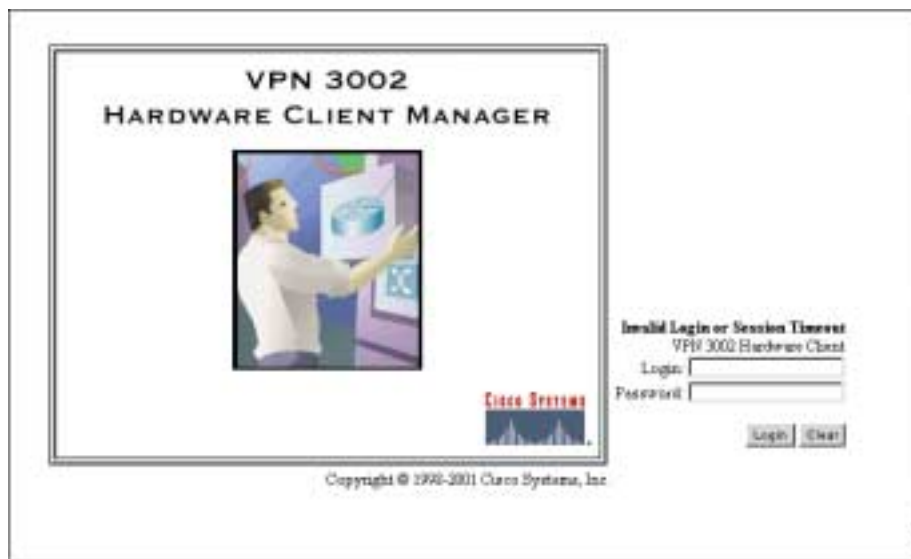 VPN 3002
HARDWARE CLIENT MANAGER
CISCO SYSTEMS
Invalid Login or Session Timeout
VPN 3002 Hardware Client
Login:
Password:
Login Clear
Copyright © 1998-2001 Cisco Systems, Inc